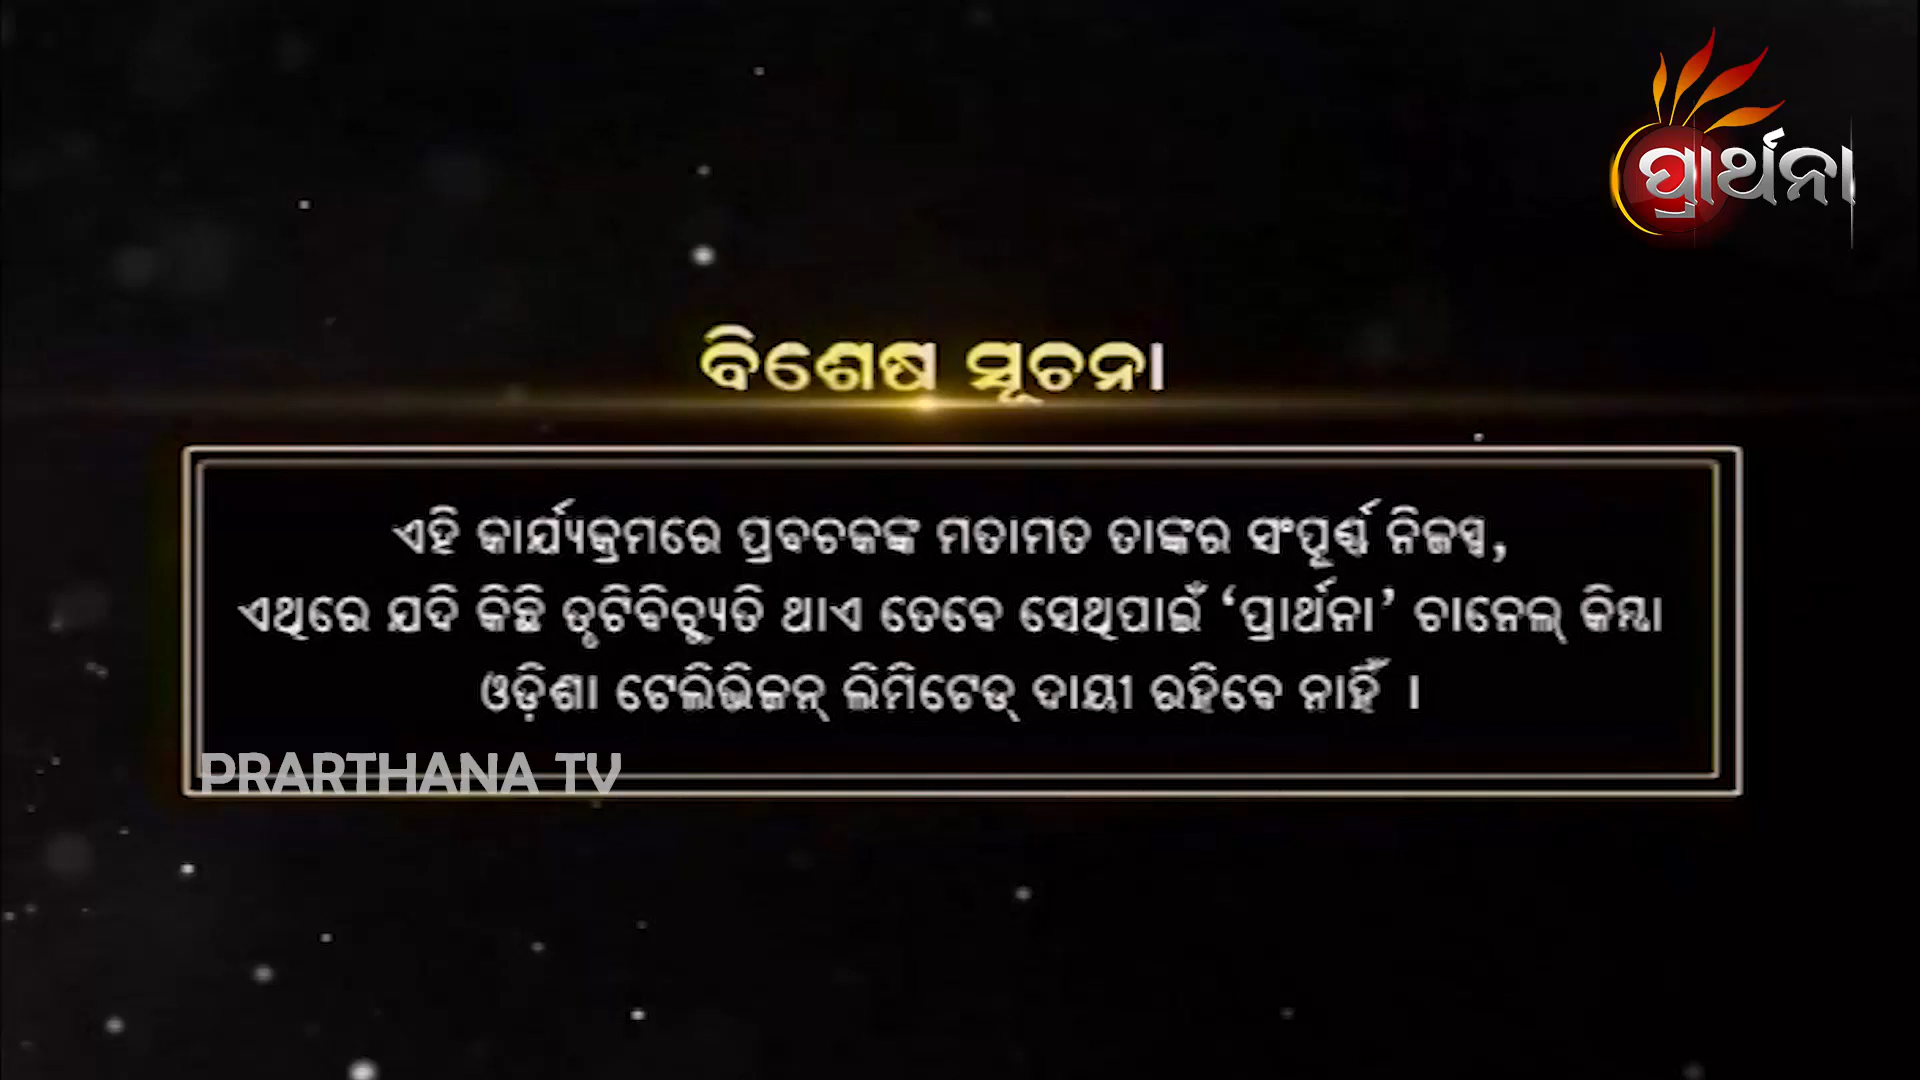 ପ୍ରାର୍ଥନା
ବିଶେଷ ସୂଚନା
ଏହି କାର୍ଯ୍ୟକ୍ରମରେ ପ୍ରବଚକଙ୍କ ମତାମତ ତାଙ୍କର ସଂପୂର୍ଣ୍ଣ ନିଜସ୍ୱ,
ଏଥିରେ ଯଦି କିଛି ତୃଟିବିଚ୍ୟୁତି ଥାଏ ତେବେ ସେଥିପାଇଁ ‘ପ୍ରାର୍ଥନା’ ଚାନେଲ୍ କିମ୍ୱା
ଓଡ଼ିଶା ଟେଲିଭିଜନ୍ ଲିମିଟେଡ୍ ଦାୟୀ ରହିବେ ନାହିଁ ।
PRARTHANA TV